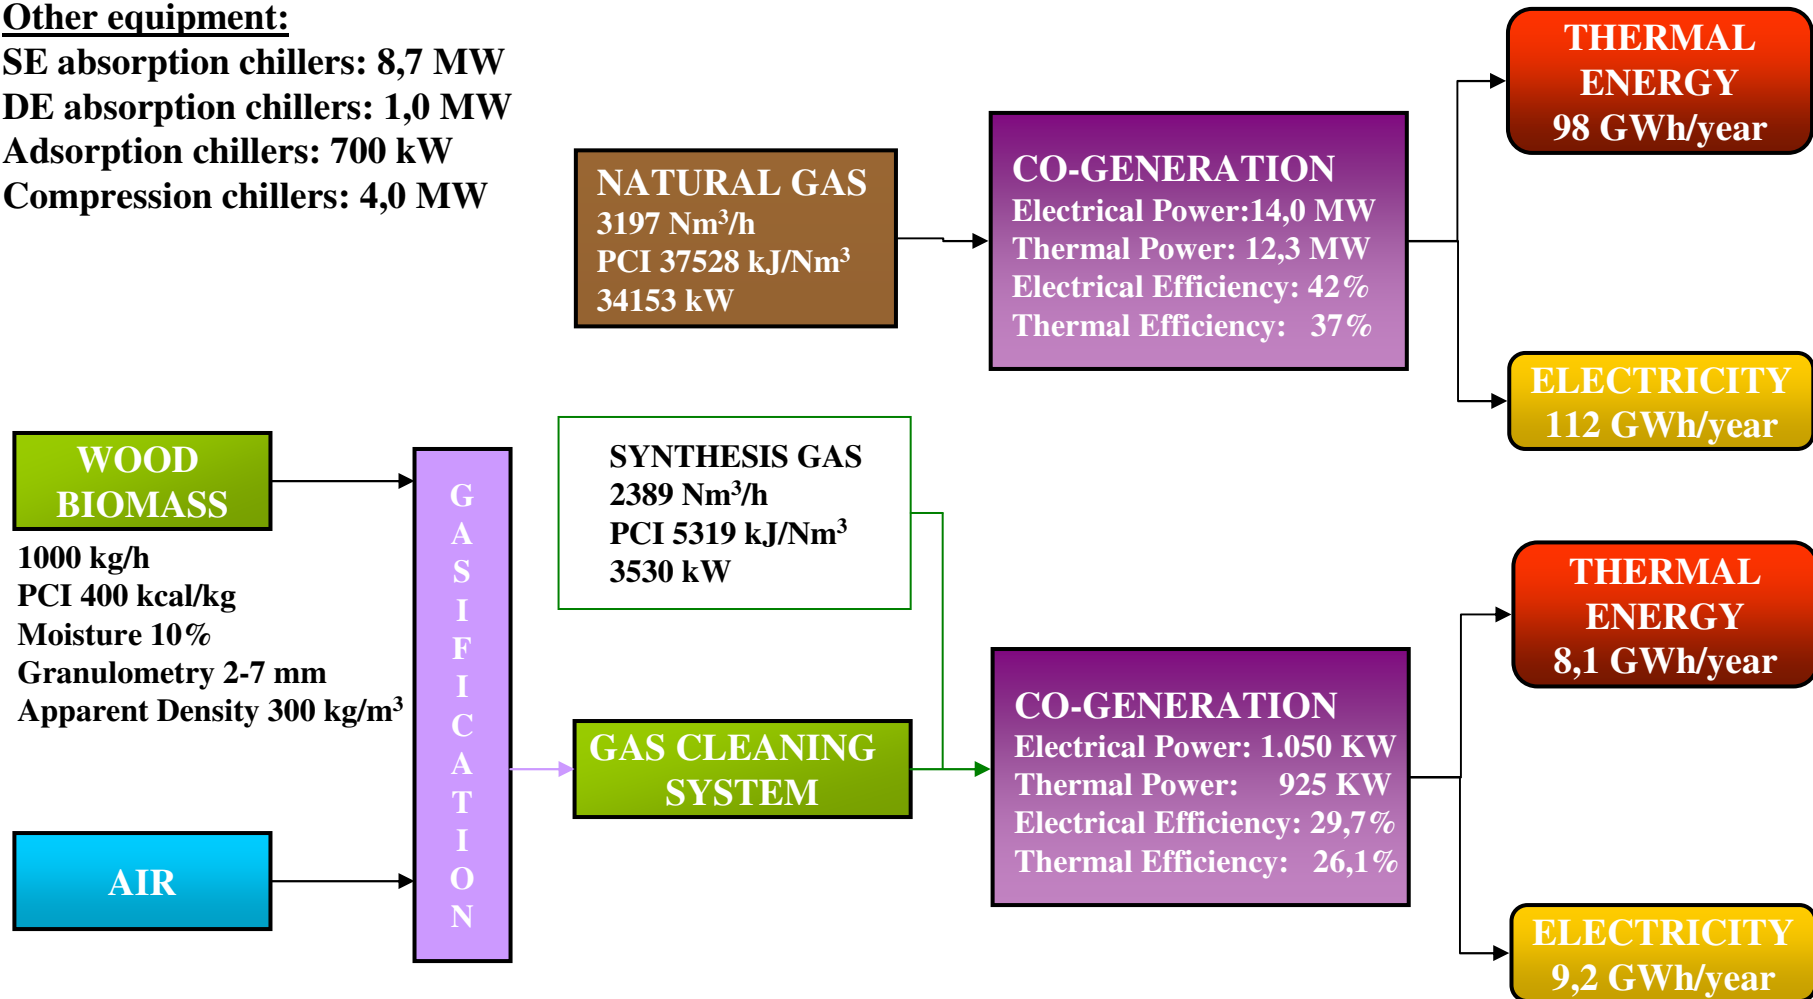 Other equipment:
SE absorption chillers: 8,7 MW
DE absorption chillers: 1,0 MW
Adsorption chillers: 700 kW
Compression chillers: 4,0 MW
NATURAL GAS
3197 Nm³/h
PCI 37528 kJ/Nm³
34153 kW
CO-GENERATION
Electrical Power:14,0 MW
Thermal Power: 12,3 MW
Electrical Efficiency: 42%
Thermal Efficiency: 37%
THERMAL
ENERGY
98 GWh/year
ELECTRICITY
112 GWh/year
WOOD
BIOMASS
1000 kg/h
PCI 400 kcal/kg
Moisture 10%
Granulometry 2-7 mm
Apparent Density 300 kg/m³
AIR
G
A
S
I
F
I
C
A
T
I
O
N
SYNTHESIS GAS
2389 Nm³/h
PCI 5319 kJ/Nm³
3530 kW
GAS CLEANING
SYSTEM
CO-GENERATION
Electrical Power: 1.050 KW
Thermal Power: 925 KW
Electrical Efficiency: 29,7%
Thermal Efficiency: 26,1%
THERMAL
ENERGY
8,1 GWh/year
ELECTRICITY
9,2 GWh/year